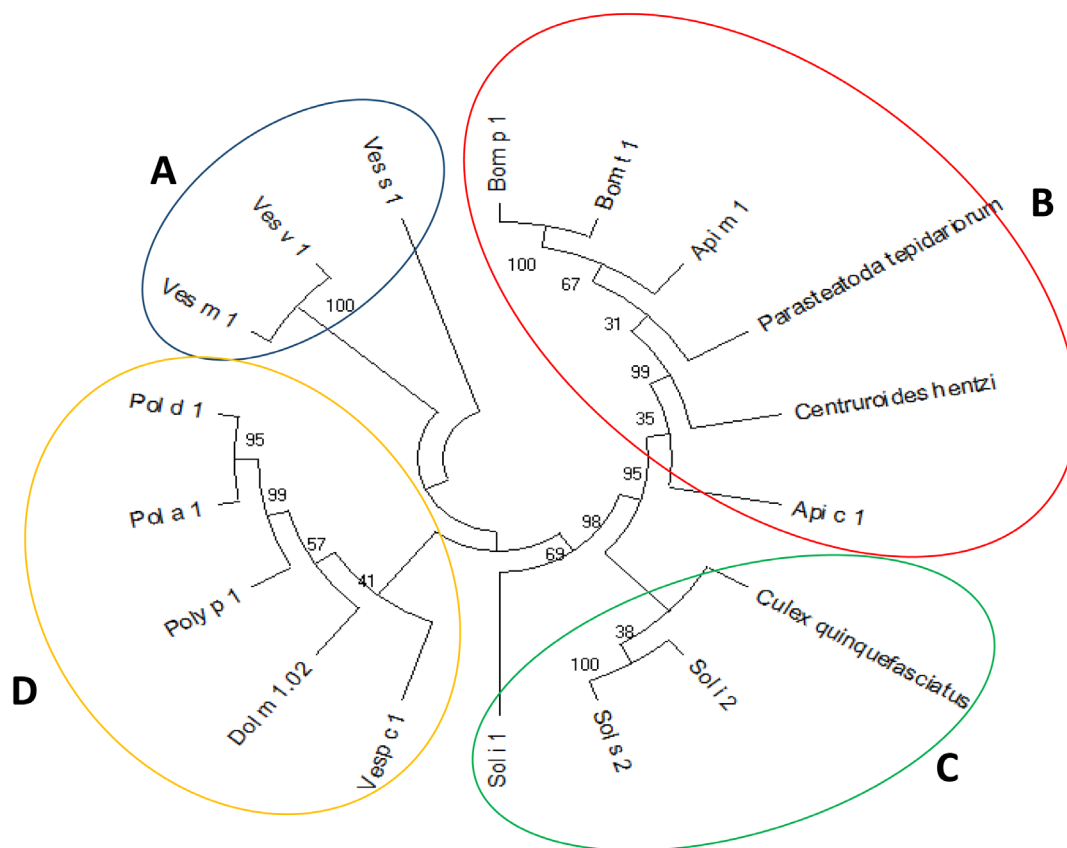 A
Ves s 1
Ves v 1
Ves m 1
100
B
Bom p 1
Bom t 1
Api m 1
Parasteatoda tepidariorum
Centruroides hentzi
Api c 1
100
67
31
99
35
95
98
69
D
Pol d 1
Pol a 1
Poly p 1
Dol m 1.02
Vesp c 1
95
99
57
41
Sol i 1
C
Culex quinquefasciatus
Sol i 2
Sol s 2
38
100